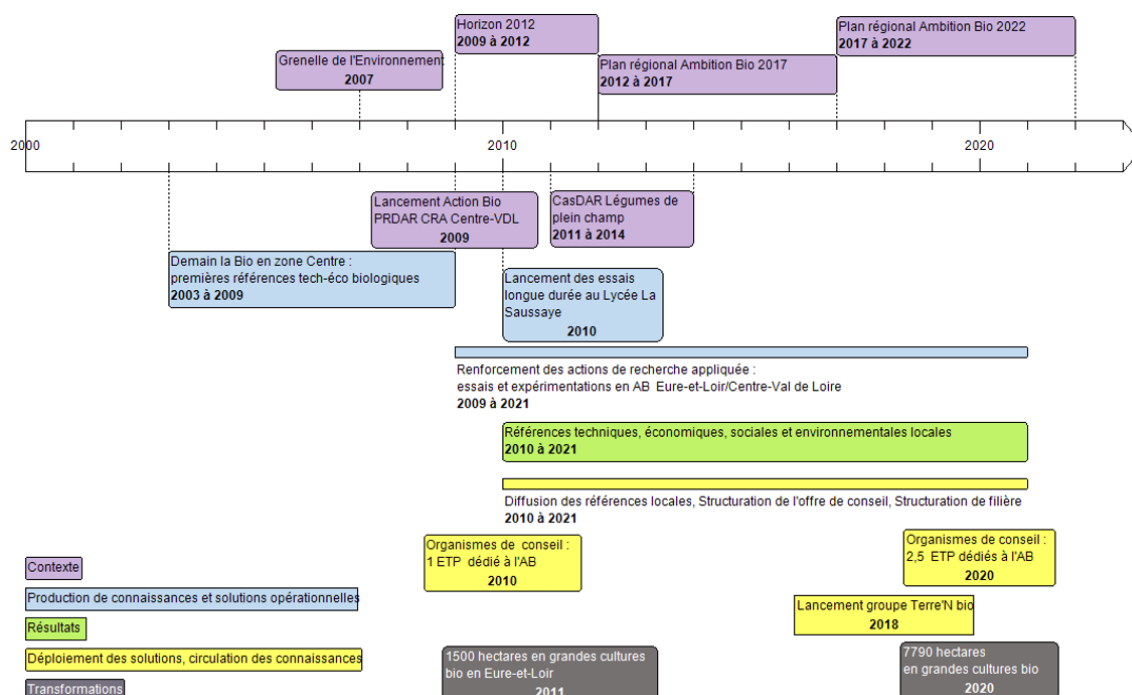 Plan régional Ambition Bio 2022
2017 à 2022
Horizon 2012
2009 à 2012
Grenelle de l'Environnement
2007
Plan régional Ambition Bio 2017
2012 à 2017
2000
2010
2020
Lancement Action Bio
PRDAR CRA Centre-VDL
2009
CasDAR Légumes de
plein champ
2011 à 2014
Demain la Bio en zone Centre :
premières références tech-éco biologiques
2003 à 2009
Lancement des essais
longue durée au Lycée La
Saussaye
2010
Renforcement des actions de recherche appliquée :
essais et expérimentations en AB Eure-et-Loir/Centre-Val de Loire
2009 à 2021
Références techniques, économiques, sociales et environnementales locales
2010 à 2021
Diffusion des références locales, Structuration de l'offre de conseil, Structuration de filière
2010 à 2021
Organismes de conseil :
1 ETP dédié à l'AB
2010
Organismes de conseil :
2,5 ETP dédiés à l'AB
2020
Lancement groupe Terre'N bio
2018
1500 hectares en grandes cultures
bio en Eure-et-Loir
2011
7790 hectares
en grandes cultures bio
2020
Contexte
Production de connaissances et solutions opérationnelles
Résultats
Déploiement des solutions, circulation des connaissances
Transformations